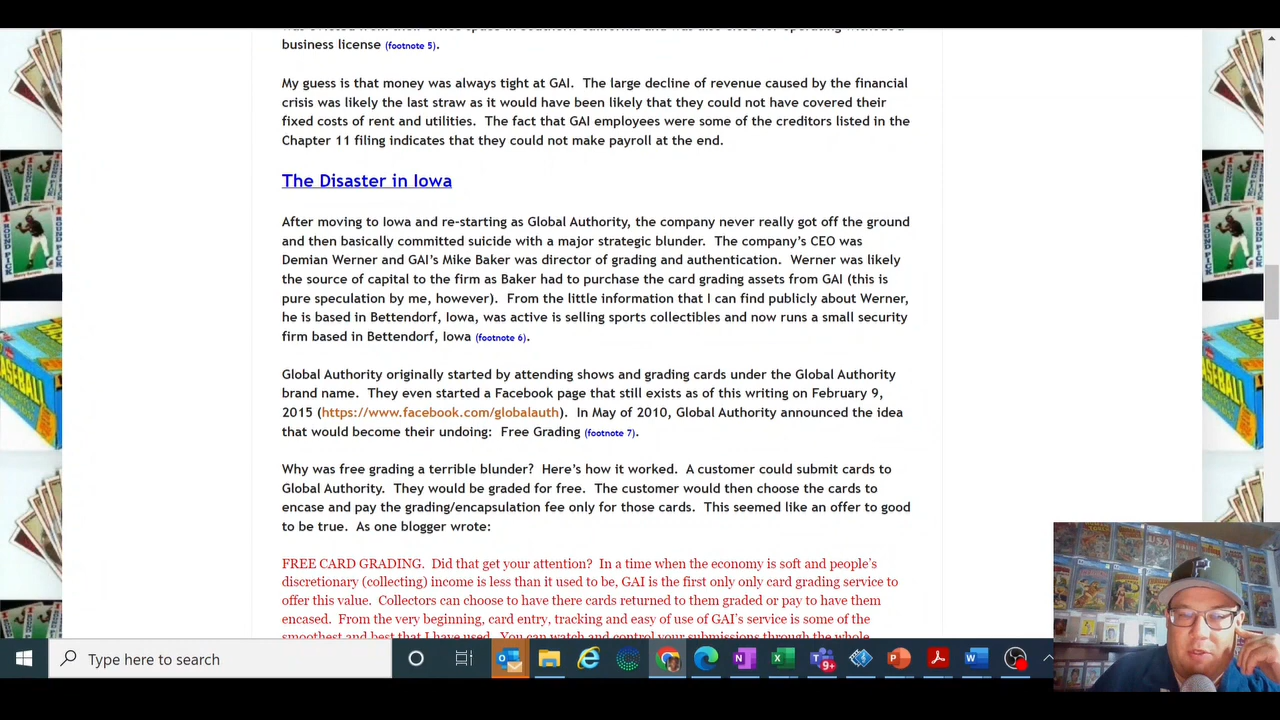 business license (footnote 5).
My guess is that money was always tight at GAI.  The large decline of revenue caused by the financial
crisis was likely the last straw as it would have been likely that they could not have covered their
fixed costs of rent and utilities.  The fact that GAI employees were some of the creditors listed in the
Chapter 11 filing indicates that they could not make payroll at the end.
The Disaster in Iowa
After moving to Iowa and re-starting as Global Authority, the company never really got off the ground
and then basically committed suicide with a major strategic blunder.  The company's CEO was
Demian Werner and GAI's Mike Baker was director of grading and authentication.  Werner was likely
the source of capital to the firm as Baker had to purchase the card grading assets from GAI (this is
pure speculation by me, however).  From the little information that I can find publicly about Werner,
he is based in Bettendorf, Iowa, was active is selling sports collectibles and now runs a small security
firm based in Bettendorf, Iowa (footnote 6).
Global Authority originally started by attending shows and grading cards under the Global Authority
brand name.  They even started a Facebook page that still exists as of this writing on February 9,
2015 (https://www.facebook.com/globalauth).  In May of 2010, Global Authority announced the idea
that would become their undoing:  Free Grading (footnote 7).
Why was free grading a terrible blunder?  Here's how it worked.  A customer could submit cards to
Global Authority.  They would be graded for free.  The customer would then choose the cards to
encase and pay the grading/encapsulation fee only for those cards.  This seemed like an offer to good
to be true.  As one blogger wrote:
FREE CARD GRADING.  Did that get your attention?  In a time when the economy is soft and people's
discretionary (collecting) income is less than it used to be, GAI is the first only only card grading service to
offer this value.  Collectors can choose to have there cards returned to them graded or pay to have them
encased.  From the very beginning, card entry, tracking and easy of use of GAI's service is some of the
smoothest and best that I have used.  You can watch and control your submissions through the whole
Type here to search
9+
BASEBALL
BASEBALL